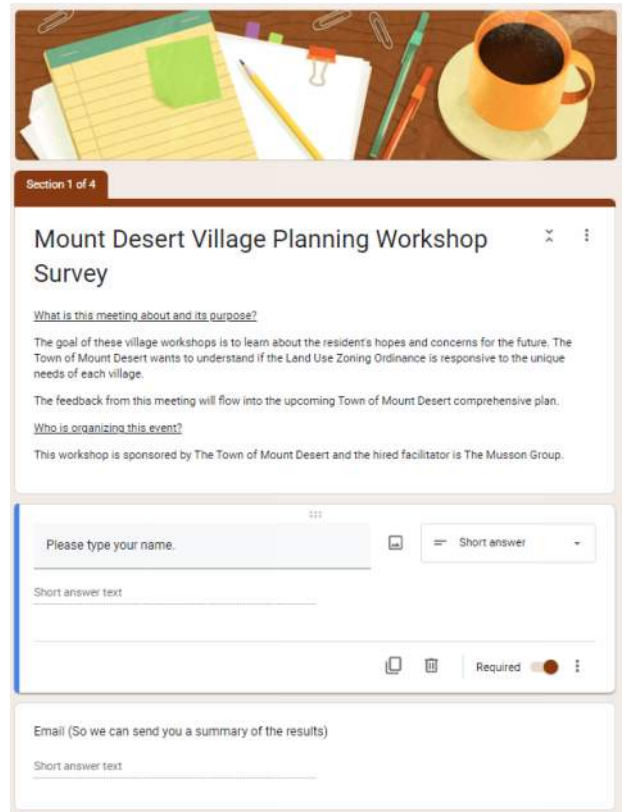 Section 1 of 4
Mount Desert Village Planning Workshop
Survey
What is this meeting about and its purpose?
The goal of these village workshops is to learn about the resident's hopes and concerns for the future. The
Town of Mount Desert wants to understand if the Land Use Zoning Ordinance is responsive to the unique
needs of each village.
The feedback from this meeting will flow into the upcoming Town of Mount Desert comprehensive plan.
Who is organizing this event?
This workshop is sponsored by The Town of Mount Desert and the hired facilitator is The Musson Group.
Please type your name.
Short answer
Short answer text
Required
Email (So we can send you a summary of the results)
Short answer text